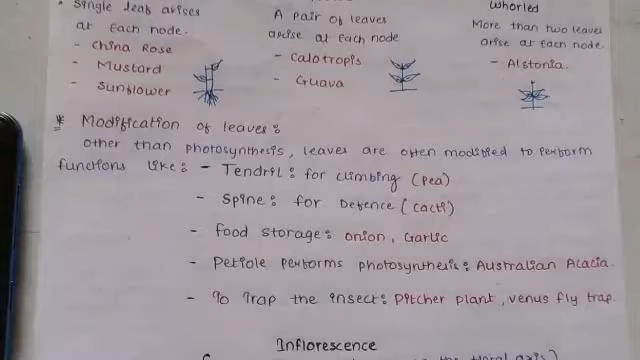 Single leaf arises
at Each node.
- China Rose
- Mustard
- Sunflower
A pair of leaves
arise at Each node
- Calotropis
- Guava
Whorled
More than two leaves
arise at Each node.
- Alstonia.
* Modification of leaves:
Other than photosynthesis, leaves are often modified to perform
functions like: - Tendril: for climbing (Pea)
- Spine: for Defence (Cacti)
- Food storage: onion, Garlic
- Petiole performs photosynthesis: Australian Acacia.
- To Trap the insect: Pitcher plant, venus fly trap.
Inflorescence
the floral axis)